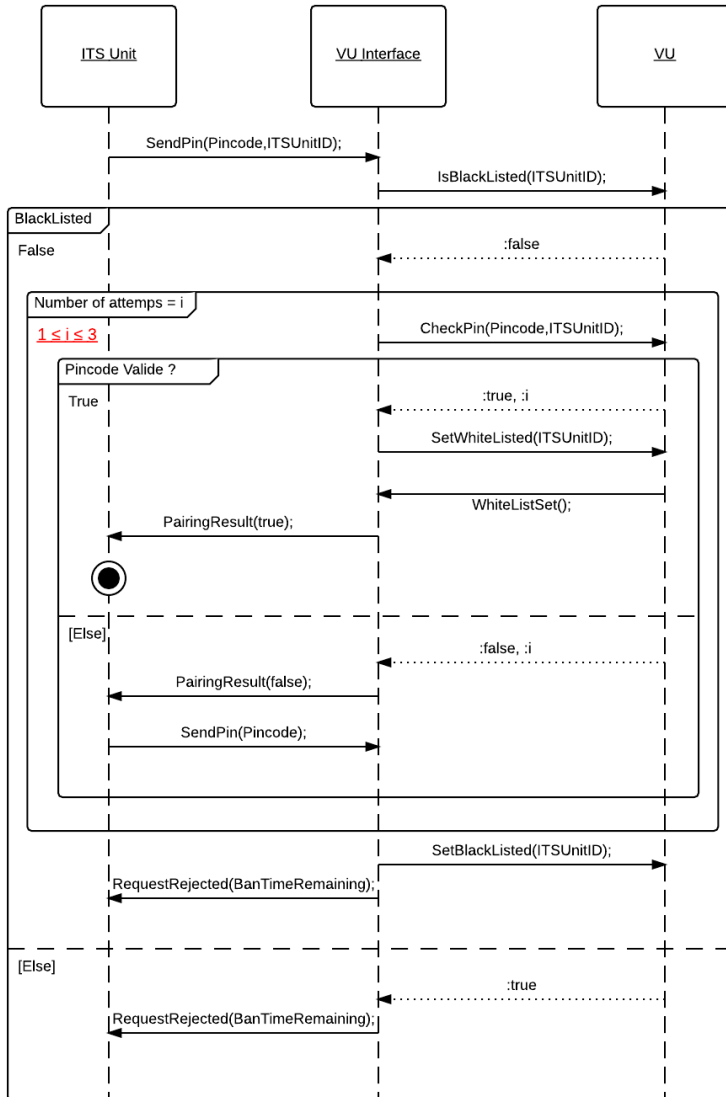 ITS Unit
VU Interface
VU
SendPin(Pincode,ITSUnitID);
IsBlackListed(ITSUnitID);
BlackListed
False
:false
Number of attemps = i
1 ≤ i ≤ 3
CheckPin(Pincode,ITSUnitID);
Pincode Valide ?
True
:true, :i
SetWhiteListed(ITSUnitID);
WhiteListSet();
PairingResult(true);
[Else]
:false, :i
PairingResult(false);
SendPin(Pincode);
SetBlackListed(ITSUnitID);
RequestRejected(BanTimeRemaining);
[Else]
:true
RequestRejected(BanTimeRemaining);